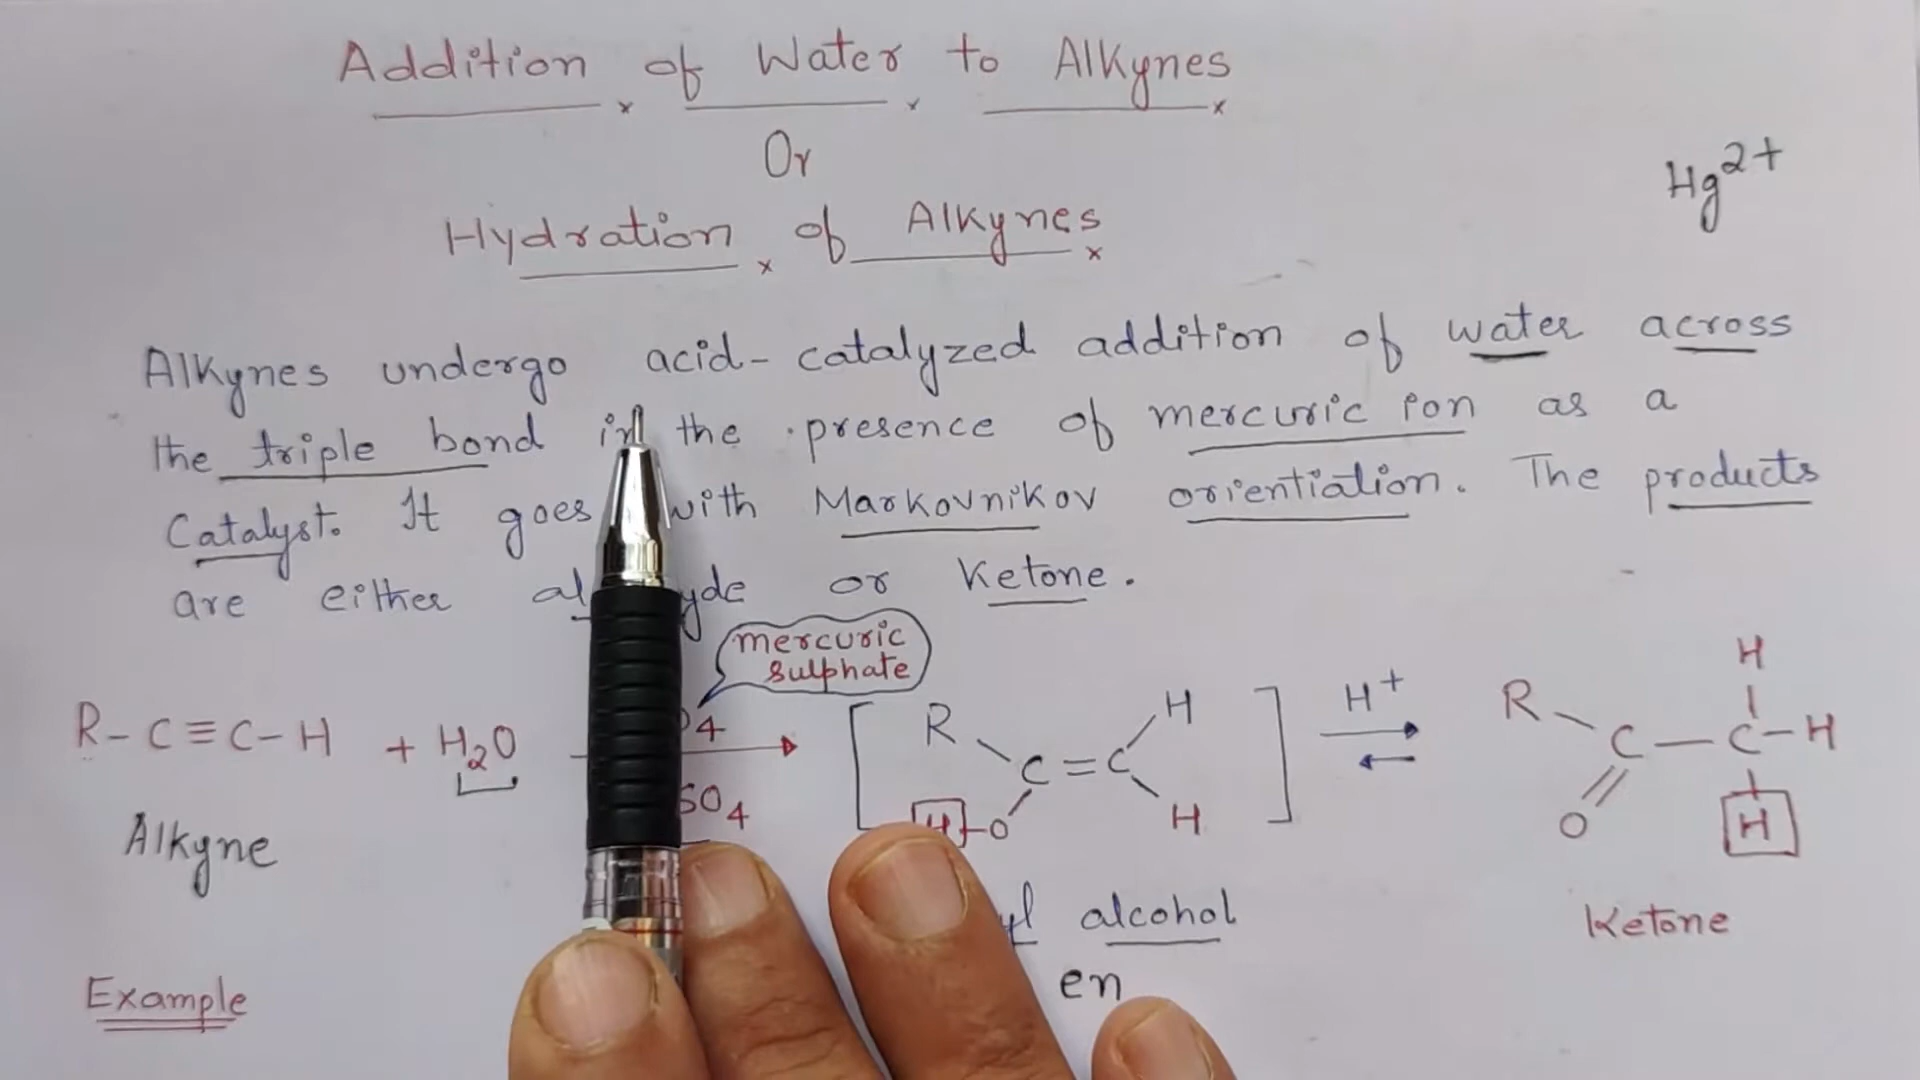 Addition of Water to Alkynes
Or
Hydration of Alkynes
Hg2+
Alkynes undergo acid-catalyzed addition of water across
the triple bond in the presence of mercuric ion as a
Catalyst. It goes with Markovnikov orientiation. The products
are either or Ketone.
mercuric
sulphate
R-C≡C-H + H2O
R C=C H H H-O
H+
R C-C-H H O H
SO4
Alkyne
alcohol
Ketone
en
Example